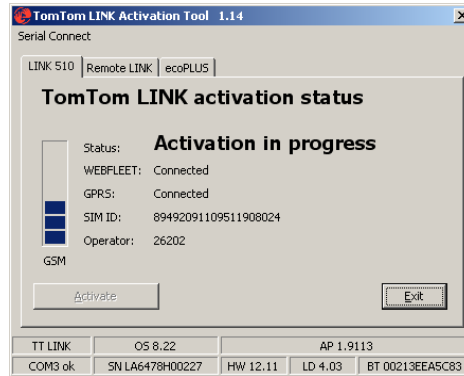 TomTom LINK Activation Tool 1.14
Serial Connect
LINK 510 Remote LINK ecoPLUS
TomTom LINK activation status
Status: Activation in progress
WEBFLEET: Connected
GPRS: Connected
SIM ID: 89492091109511908024
Operator: 26202
GSM
Activate Exit
TT LINK OS 8.22 AP 1.9113
COM3 ok SN LA6478H00227 HW 12.11 LD 4.03 BT 00213EEA5C83